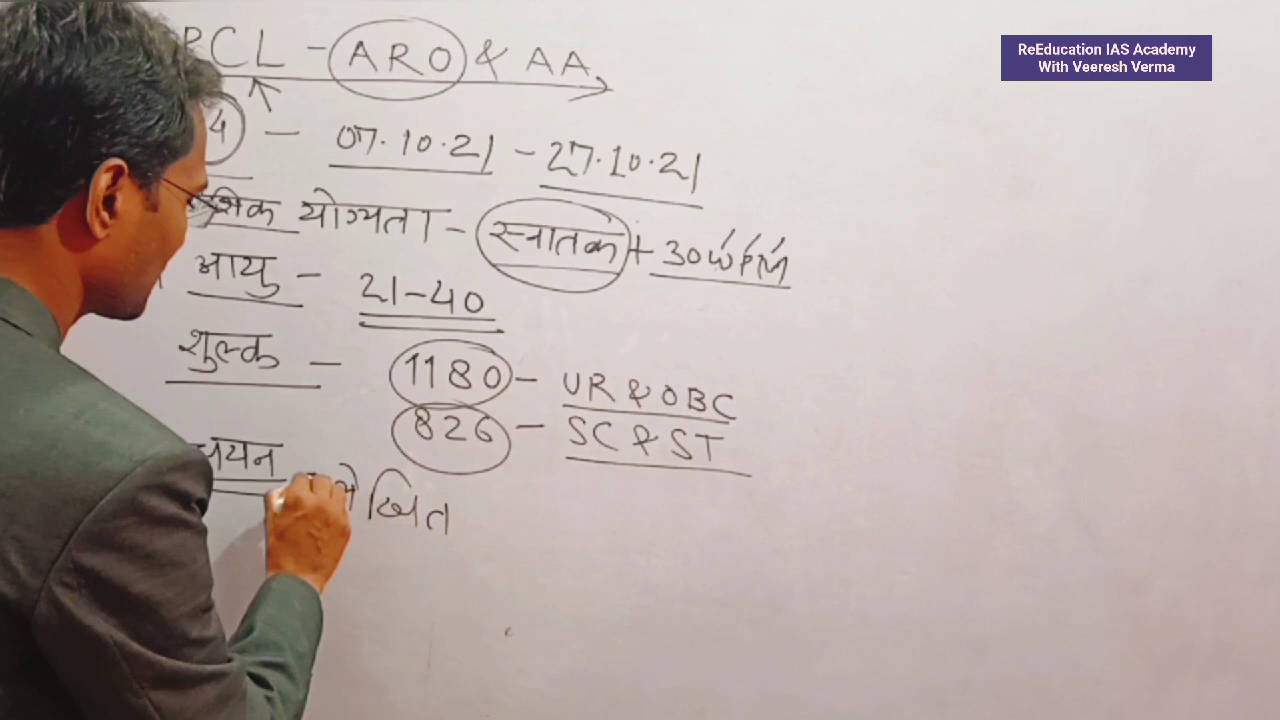 ReEducation IAS Academy
With Veeresh Verma
PCL - ARO & AA
4 - 07.10.21 - 27.10.21
योग्यता - स्नातक + 30 w.p.m
आयु - 21-40
शुल्क - 1180 - UR & OBC
826 - SC & ST
चयन